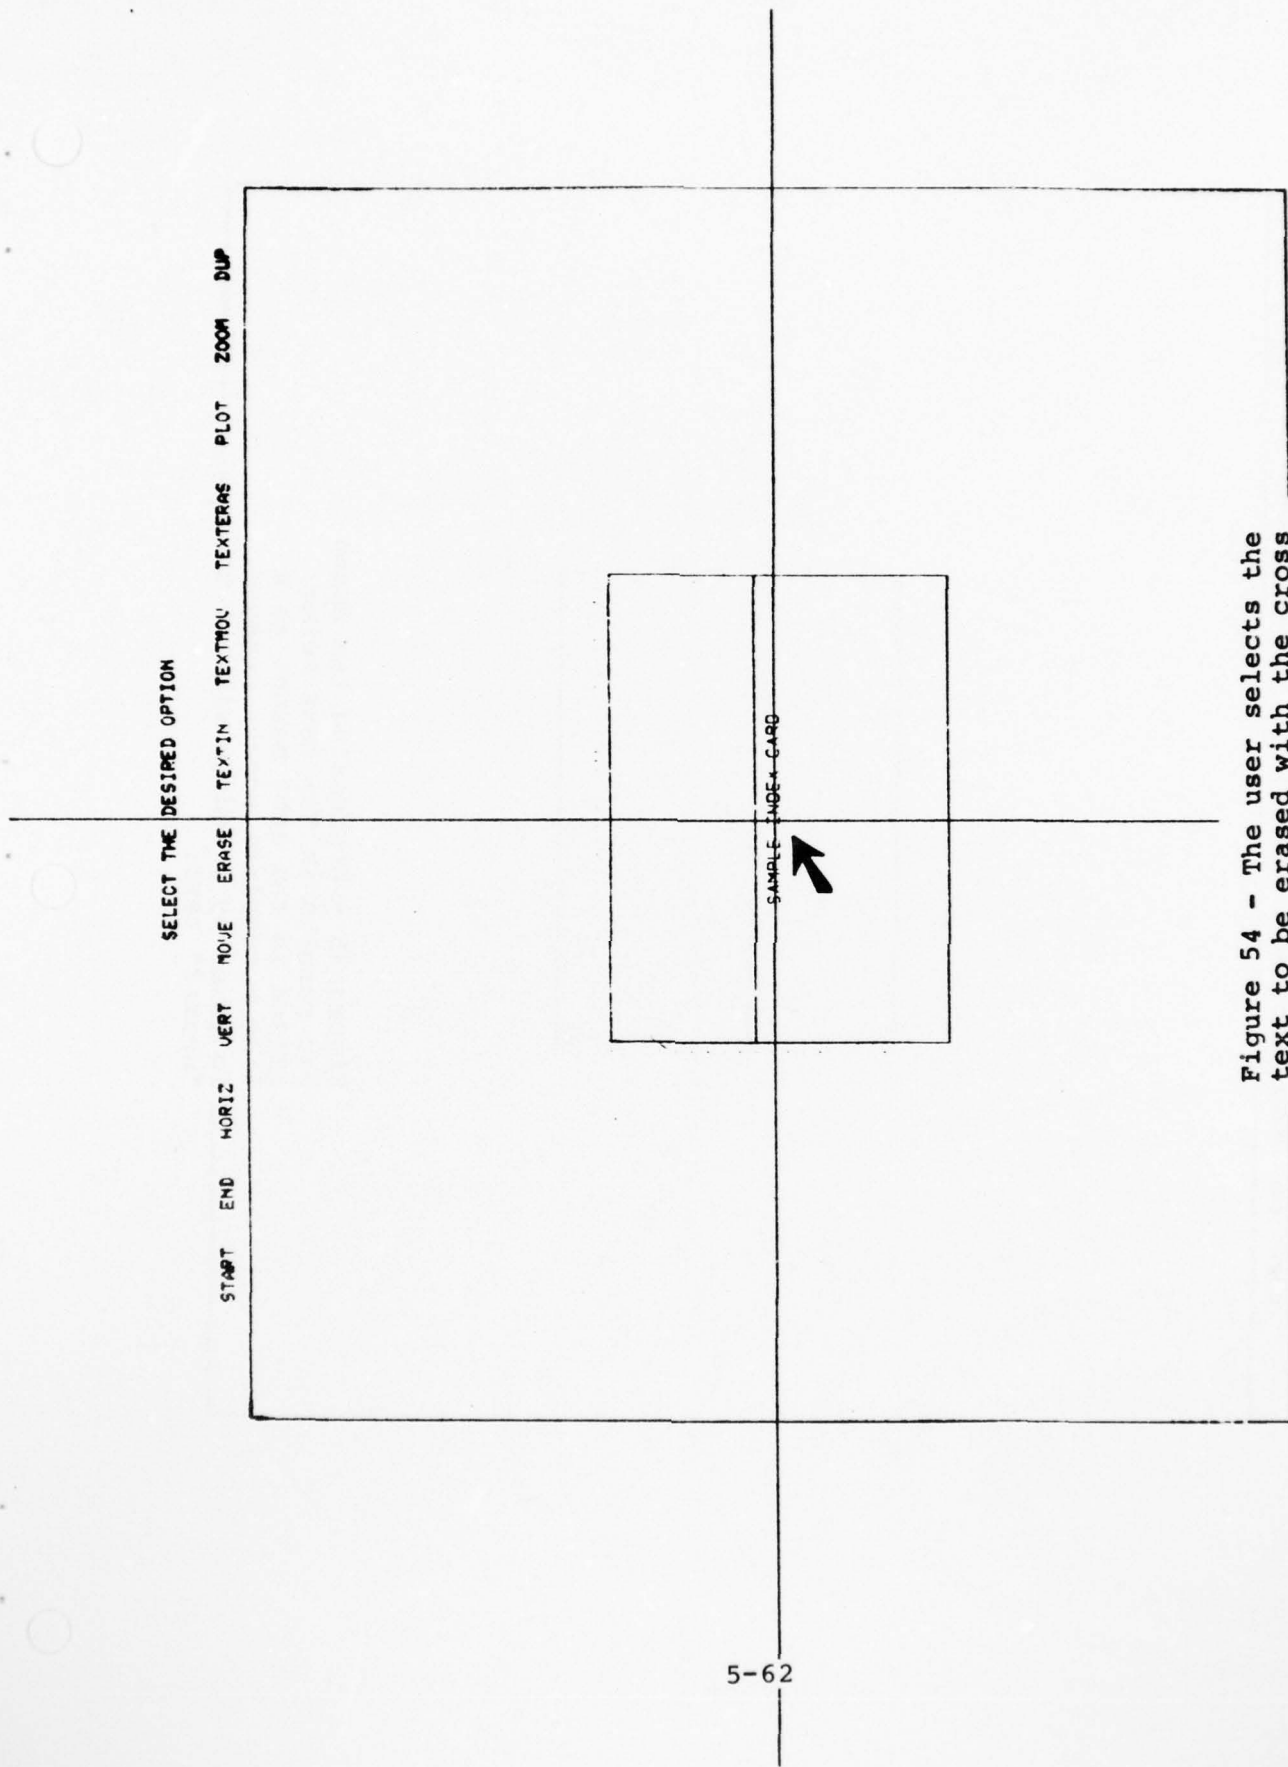 SELECT THE DESIRED OPTION
START END HORIZ VERT MOVE ERASE TEXTIN TEXTMOV TEXTERAS PLOT ZOOM DUP
SAMPLE INDEX CARD
Figure 54 - The user selects the
text to be erased with the cross
5-62